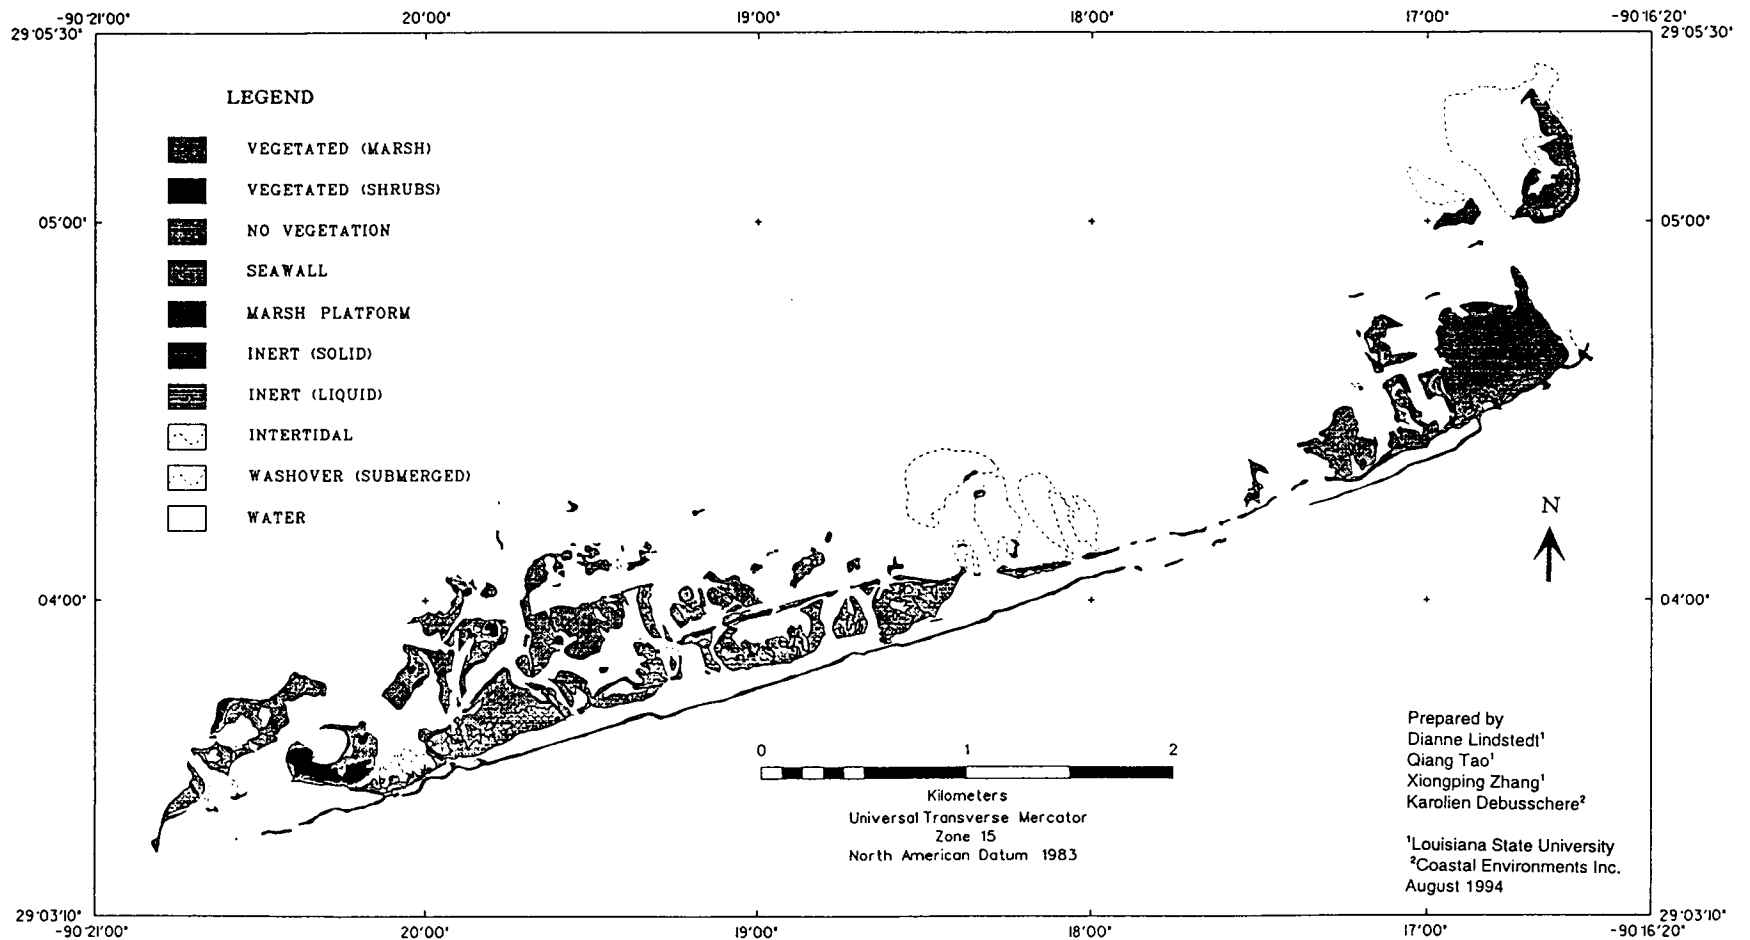 -90°21'00" 20'00" 19'00" 18'00" 17'00" -90°16'20"
29°05'30" 29°05'30"
LEGEND
VEGETATED (MARSH)
VEGETATED (SHRUBS)
NO VEGETATION
SEAWALL
MARSH PLATFORM
INERT (SOLID)
INERT (LIQUID)
INTERTIDAL
WASHOVER (SUBMERGED)
WATER
05'00" 05'00"
N
04'00" 04'00"
0 1 2
Kilometers
Universal Transverse Mercator
Zone 15
North American Datum 1983
Prepared by
Dianne Lindstedt¹
Qiang Tao¹
Xiongping Zhang¹
Karolien Debusschere²
¹Louisiana State University
²Coastal Environments Inc.
August 1994
29°03'10" 29°03'10"
-90°21'00" 20'00" 19'00" 18'00" 17'00" -90°16'20"